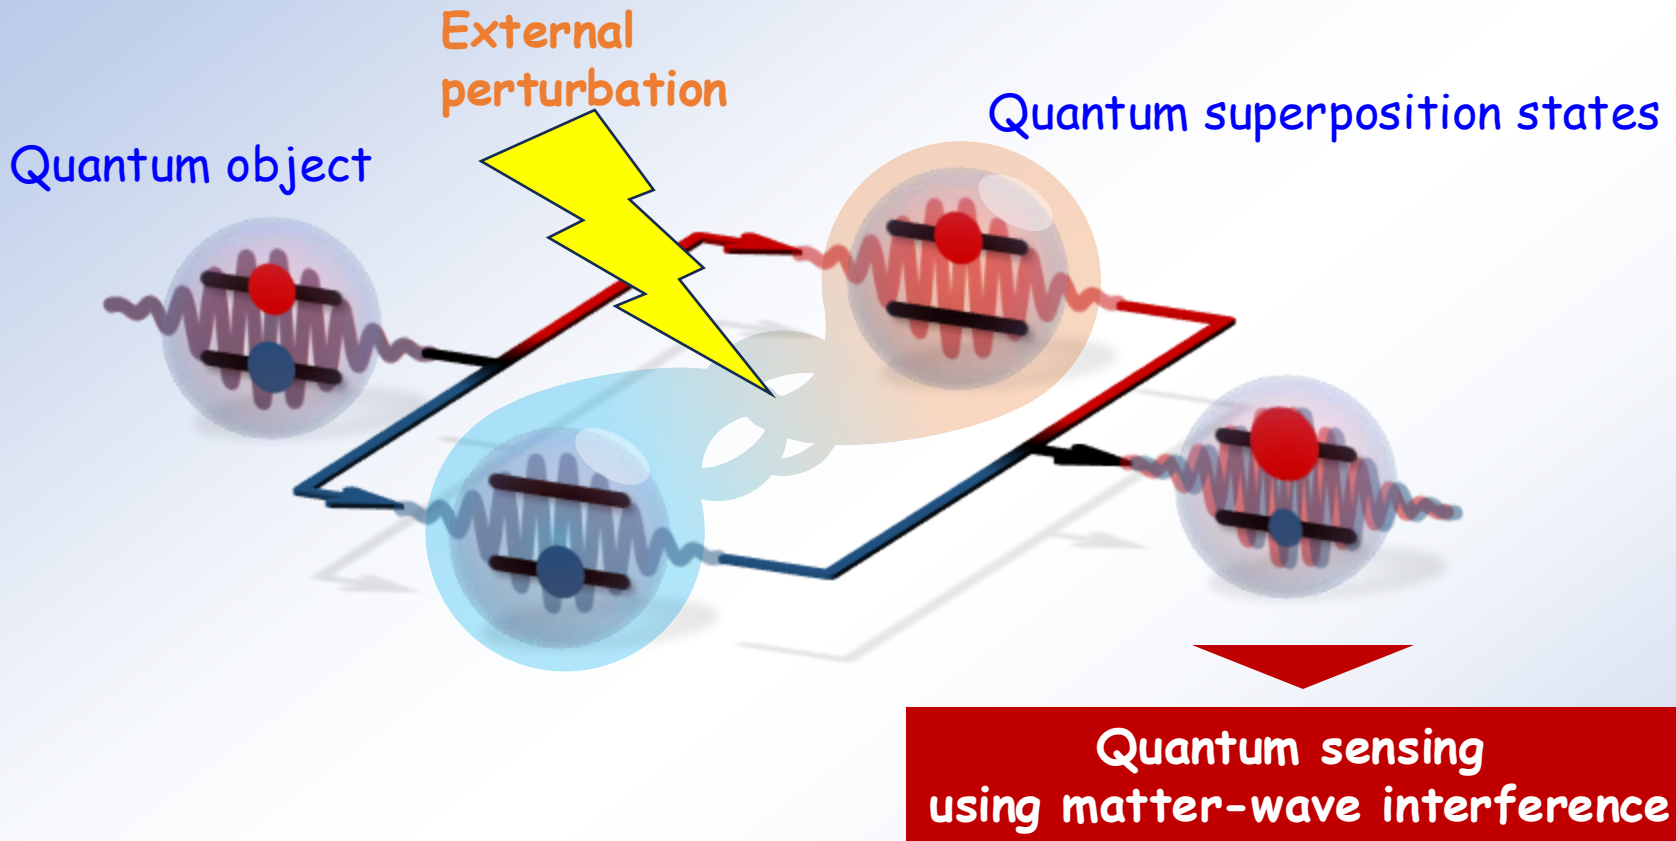 External
perturbation
Quantum superposition states
Quantum object
Quantum sensing
using matter-wave interference